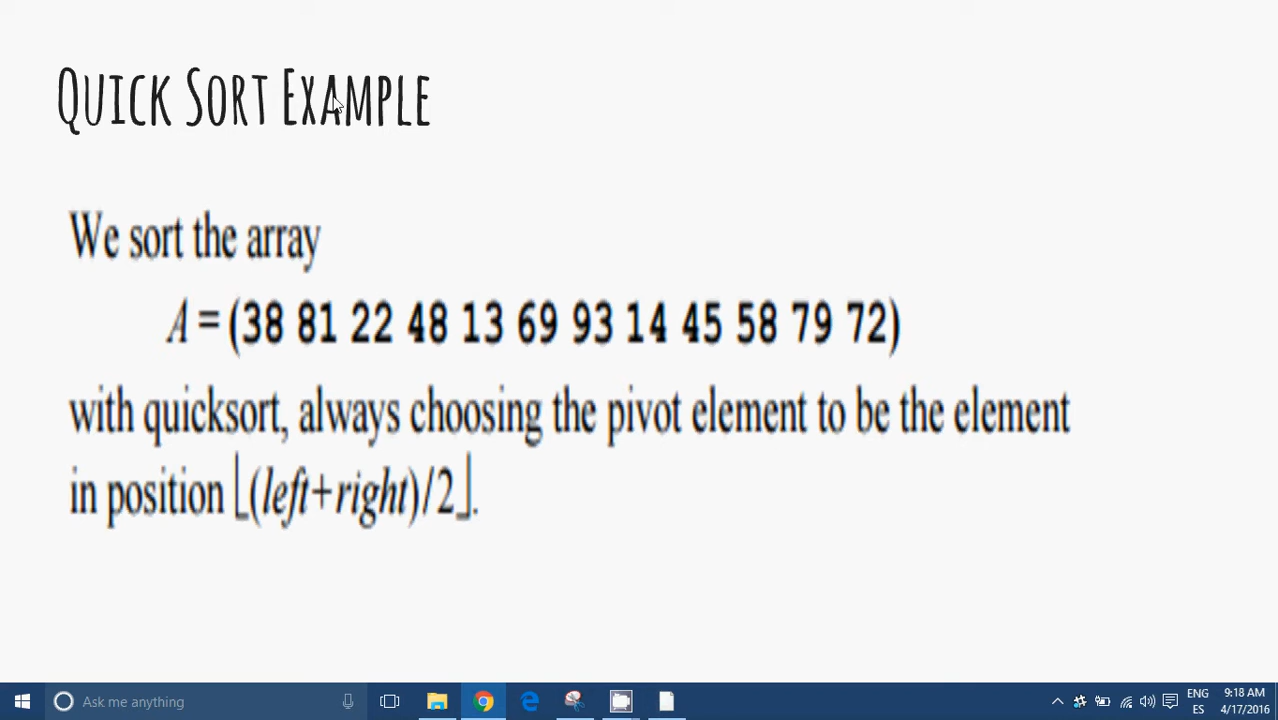 Quick Sort Example
We sort the array
A = (38 81 22 48 13 69 93 14 45 58 79 72)
with quicksort, always choosing the pivot element to be the element
in position ⌊(left+right)/2⌋.
Ask me anything
ENG
ES
9:18 AM
4/17/2016